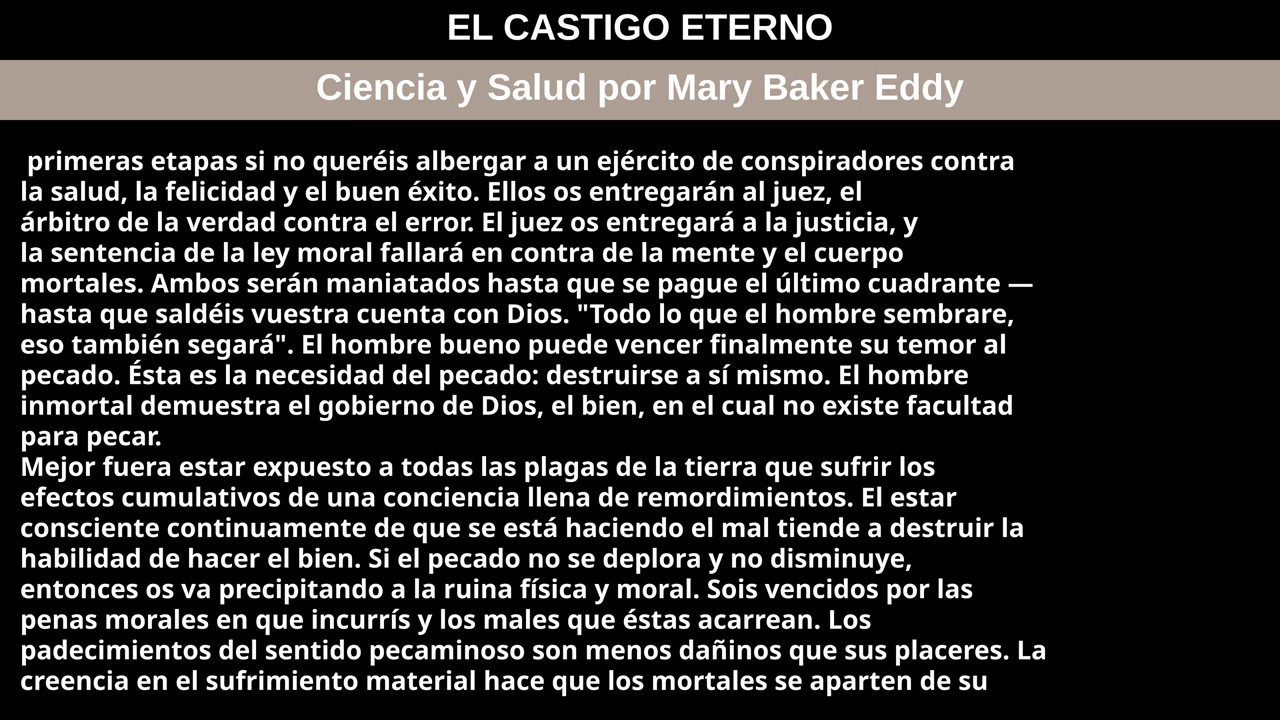 EL CASTIGO ETERNO
Ciencia y Salud por Mary Baker Eddy
primeras etapas si no queréis albergar a un ejército de conspiradores contra
la salud, la felicidad y el buen éxito. Ellos os entregarán al juez, el
árbitro de la verdad contra el error. El juez os entregará a la justicia, y
la sentencia de la ley moral fallará en contra de la mente y el cuerpo
mortales. Ambos serán maniatados hasta que se pague el último cuadrante —
hasta que saldéis vuestra cuenta con Dios. "Todo lo que el hombre sembrare,
eso también segará". El hombre bueno puede vencer finalmente su temor al
pecado. Ésta es la necesidad del pecado: destruirse a sí mismo. El hombre
inmortal demuestra el gobierno de Dios, el bien, en el cual no existe facultad
para pecar.
Mejor fuera estar expuesto a todas las plagas de la tierra que sufrir los
efectos cumulativos de una conciencia llena de remordimientos. El estar
consciente continuamente de que se está haciendo el mal tiende a destruir la
habilidad de hacer el bien. Si el pecado no se deplora y no disminuye,
entonces os va precipitando a la ruina física y moral. Sois vencidos por las
penas morales en que incurrís y los males que éstas acarrean. Los
padecimientos del sentido pecaminoso son menos dañinos que sus placeres. La
creencia en el sufrimiento material hace que los mortales se aparten de su